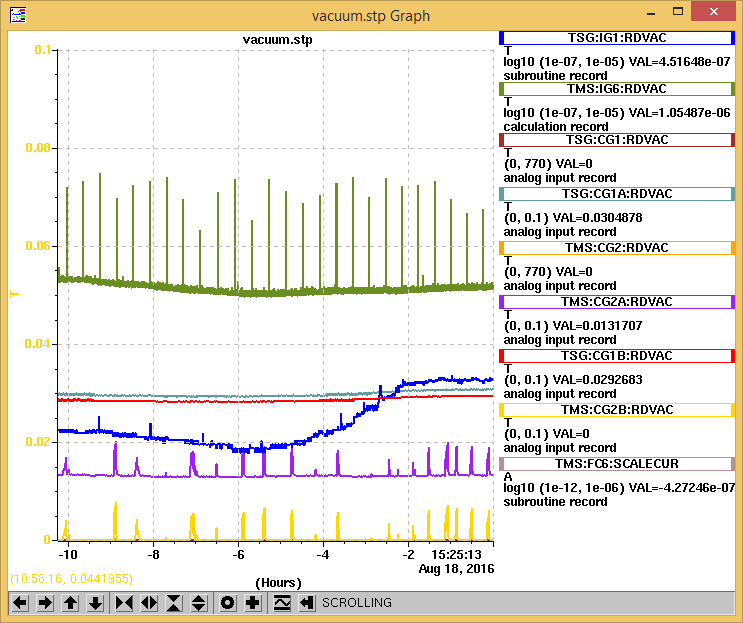 vacuum.stp Graph
vacuum.stp
0.1
0.08
0.06
T
0.04
0.02
0
-10
-8
-6
-4
-2
15:25:13
Aug 18, 2016
(10:58:16, 0.0441955)
(Hours)
TSG:IG1:RDVAC
T
log10 (1e-07, 1e-05) VAL=4.51648e-07
subroutine record
TMS:IG6:RDVAC
T
log10 (1e-07, 1e-05) VAL=1.05487e-06
calculation record
TSG:CG1:RDVAC
T
(0, 770) VAL=0
analog input record
TSG:CG1A:RDVAC
T
(0, 0.1) VAL=0.0304878
analog input record
TMS:CG2:RDVAC
T
(0, 770) VAL=0
analog input record
TMS:CG2A:RDVAC
T
(0, 0.1) VAL=0.0131707
analog input record
TSG:CG1B:RDVAC
T
(0, 0.1) VAL=0.0292683
analog input record
TMS:CG2B:RDVAC
T
(0, 0.1) VAL=0
analog input record
TMS:FC6:SCALECUR
A
log10 (1e-12, 1e-06) VAL=-4.27246e-07
subroutine record
SCROLLING